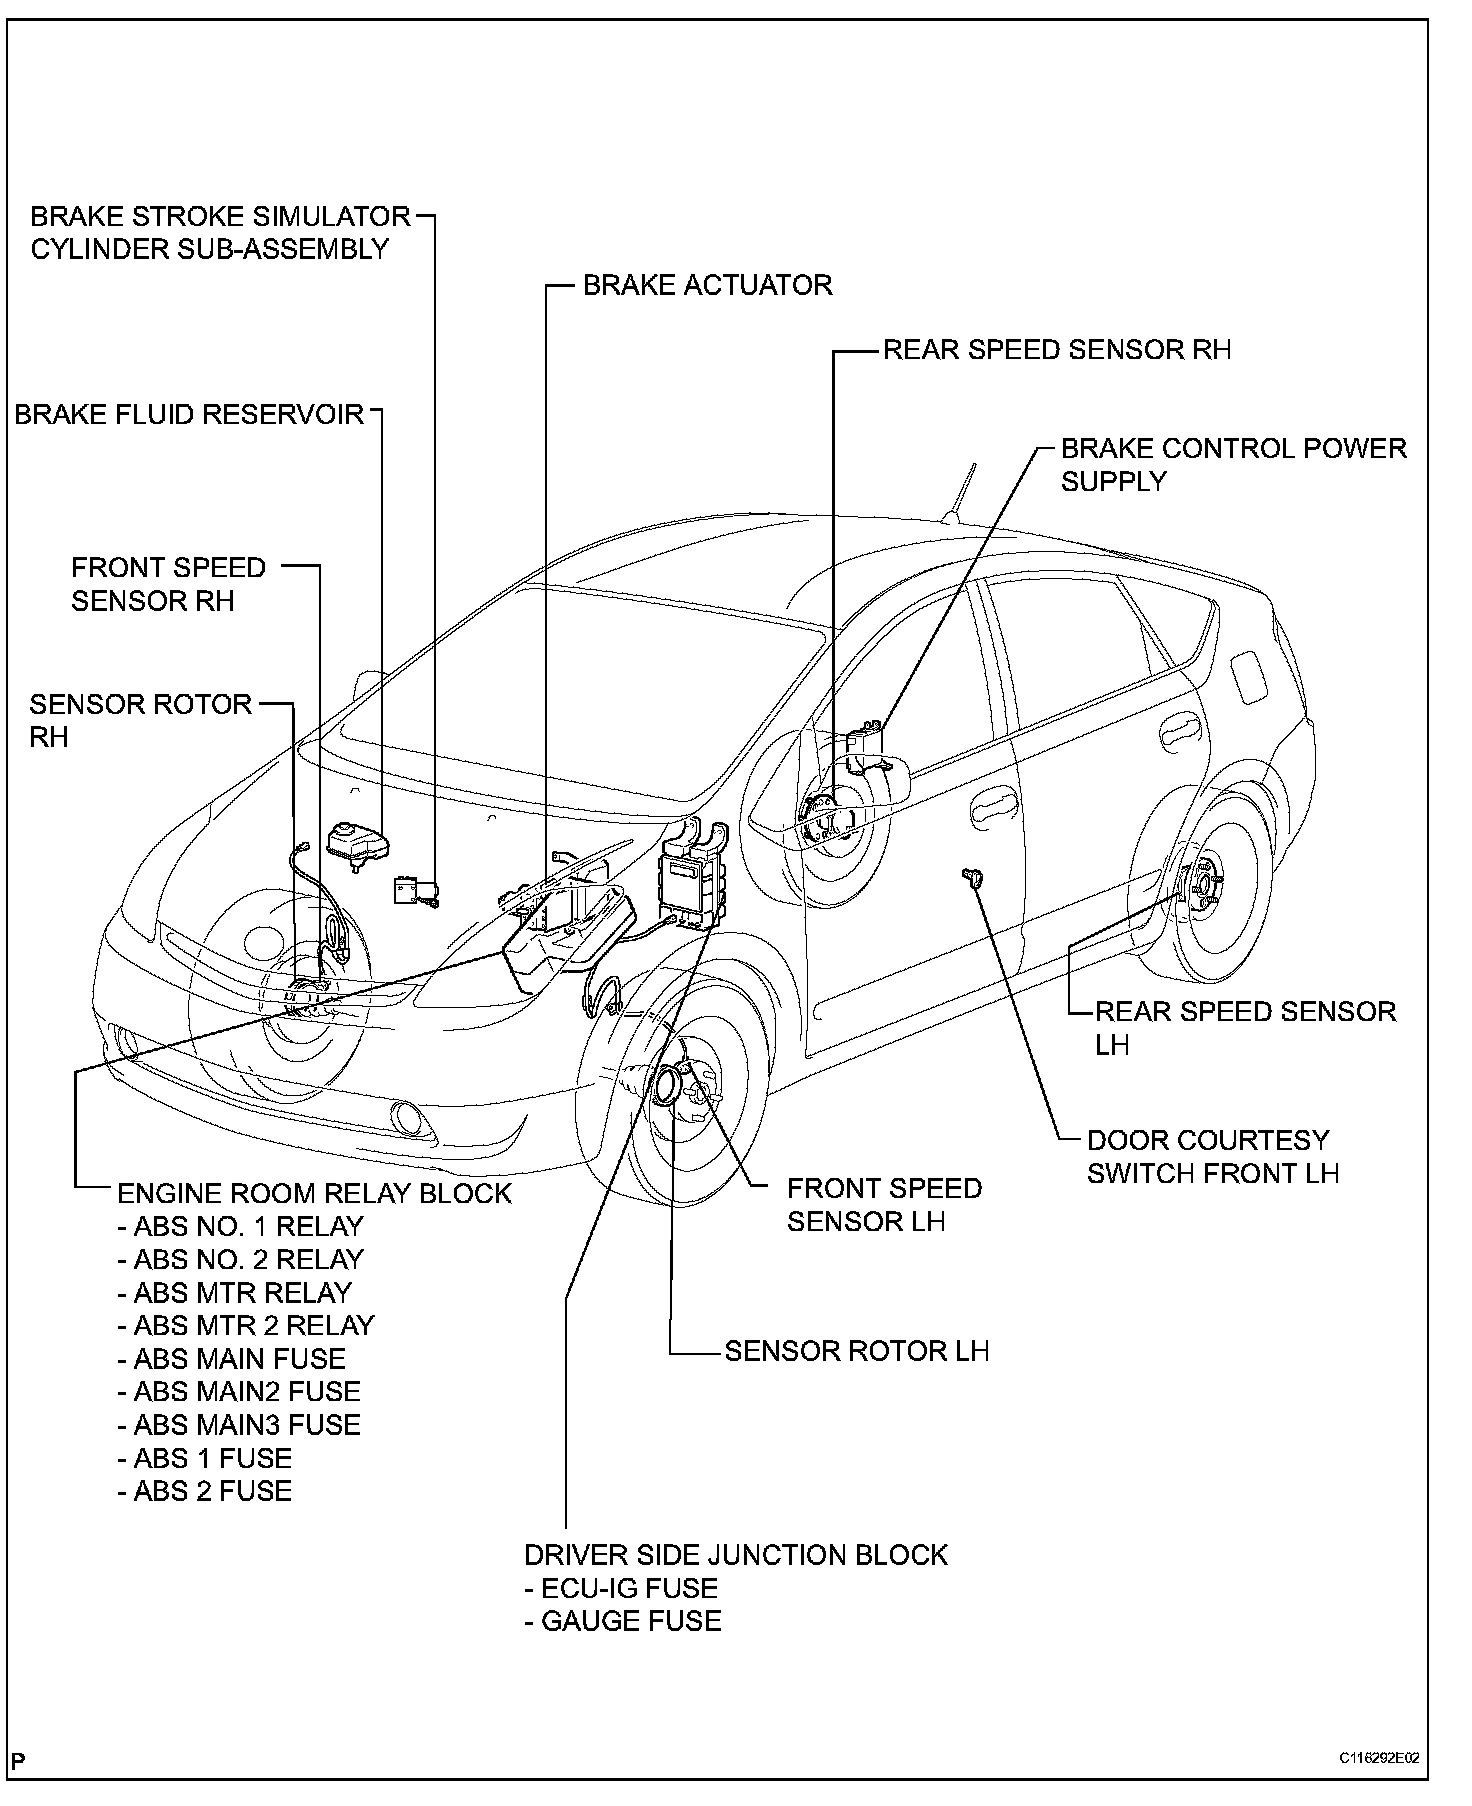 BRAKE STROKE SIMULATOR
CYLINDER SUB-ASSEMBLY
BRAKE ACTUATOR
REAR SPEED SENSOR RH
BRAKE FLUID RESERVOIR
BRAKE CONTROL POWER
SUPPLY
FRONT SPEED
SENSOR RH
SENSOR ROTOR
RH
REAR SPEED SENSOR
LH
DOOR COURTESY
SWITCH FRONT LH
FRONT SPEED
SENSOR LH
ENGINE ROOM RELAY BLOCK
- ABS NO. 1 RELAY
- ABS NO. 2 RELAY
- ABS MTR RELAY
- ABS MTR 2 RELAY
- ABS MAIN FUSE
- ABS MAIN2 FUSE
- ABS MAIN3 FUSE
- ABS 1 FUSE
- ABS 2 FUSE
SENSOR ROTOR LH
DRIVER SIDE JUNCTION BLOCK
- ECU-IG FUSE
- GAUGE FUSE
P
C116292E02